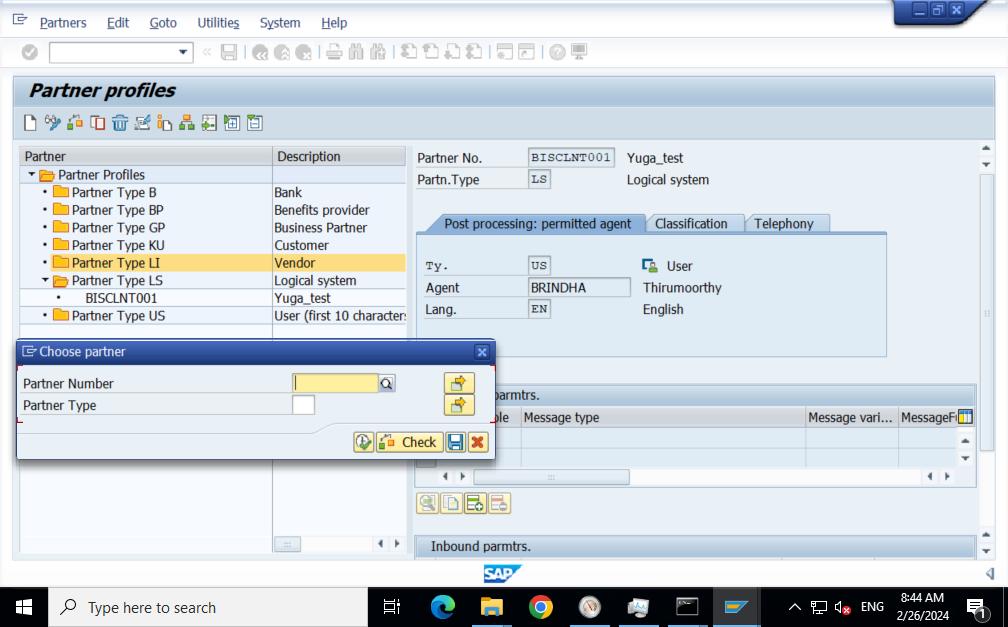 Partners Edit Goto Utilities System Help
Partner profiles
Partner Description
Partner Profiles
Partner Type B Bank
Partner Type BP Benefits provider
Partner Type GP Business Partner
Partner Type KU Customer
Partner Type LI Vendor
Partner Type LS Logical system
BISCLNT001 Yuga_test
Partner Type US User (first 10 characters
Partner No. BISCLNT001 Yuga_test
Partn.Type LS Logical system
Post processing: permitted agent Classification Telephony
Ty. US User
Agent BRINDHA Thirumoorthy
Lang. EN English
Choose partner
Partner Number
Partner Type
Check
parmtrs.
Message type Message vari... MessageF
Inbound parmtrs.
SAP
Type here to search
ENG
8:44 AM
2/26/2024
1